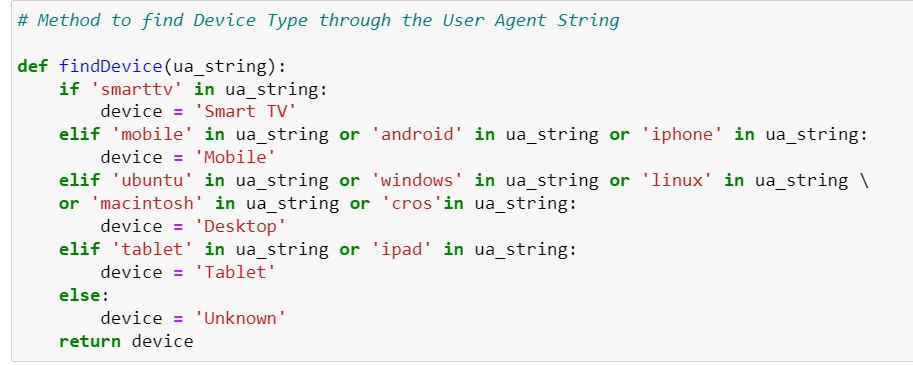 # Method to find Device Type through the User Agent String

def findDevice(ua_string):
    if 'smarttv' in ua_string:
        device = 'Smart TV'
    elif 'mobile' in ua_string or 'android' in ua_string or 'iphone' in ua_string:
        device = 'Mobile'
    elif 'ubuntu' in ua_string or 'windows' in ua_string or 'linux' in ua_string \
    or 'macintosh' in ua_string or 'cros'in ua_string:
        device = 'Desktop'
    elif 'tablet' in ua_string or 'ipad' in ua_string:
        device = 'Tablet'
    else:
        device = 'Unknown'
    return device